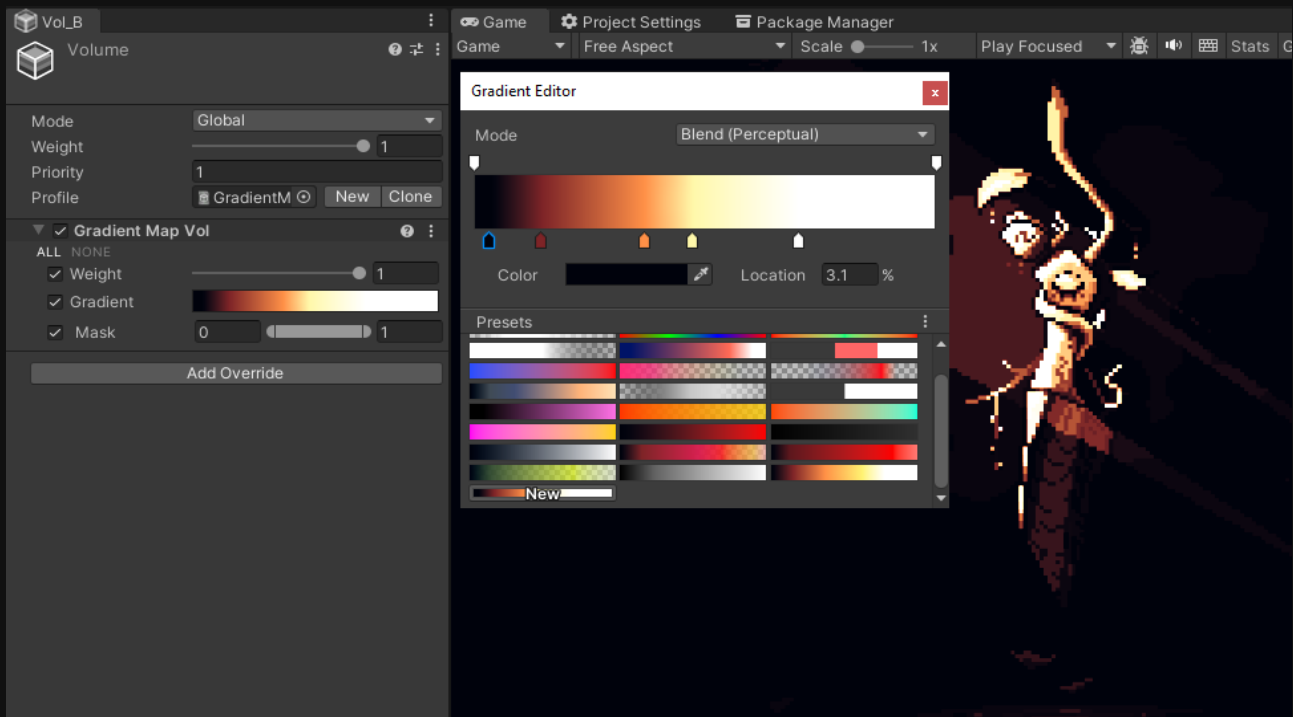 Vol_B
Volume
Mode Global
Weight 1
Priority 1
Profile GradientM New Clone
Gradient Map Vol
ALL NONE
Weight 1
Gradient
Mask 0 1
Add Override
Game Project Settings Package Manager
Game Free Aspect Scale 1x Play Focused Stats G
Gradient Editor x
Mode Blend (Perceptual)
Color Location 3.1 %
Presets
New